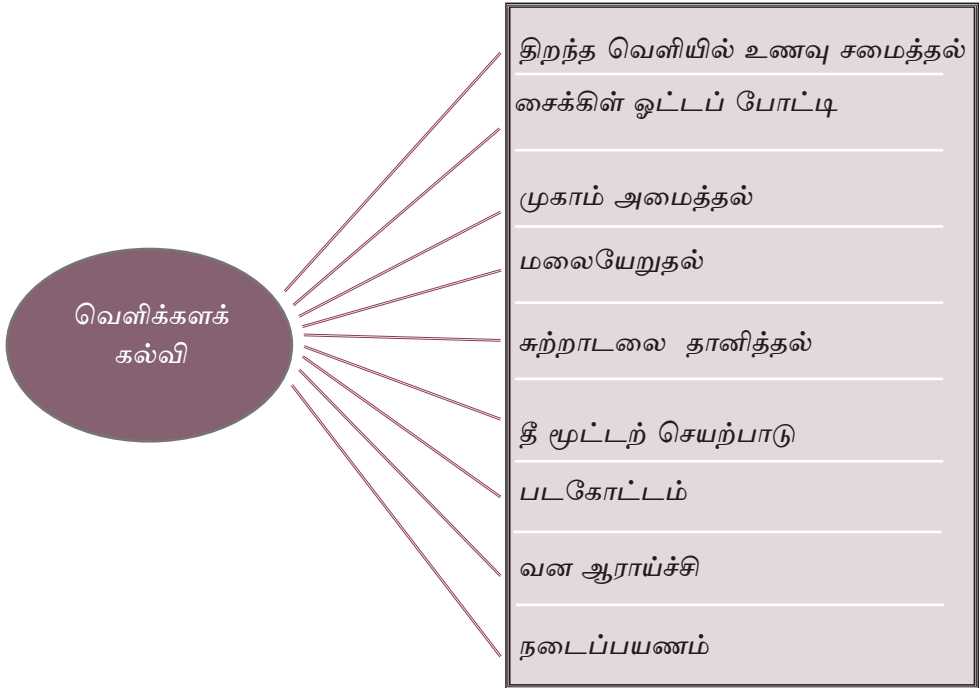 வெளிக்களக்
கல்வி
திறந்த வெளியில் உணவு சமைத்தல்
சைக்கிள் ஓட்டப் போட்டி
முகாம் அமைத்தல்
மலையேறுதல்
சுற்றாடலை தானித்தல்
தீ மூட்டற் செயற்பாடு
படகோட்டம்
வன ஆராய்ச்சி
நடைப்பயணம்